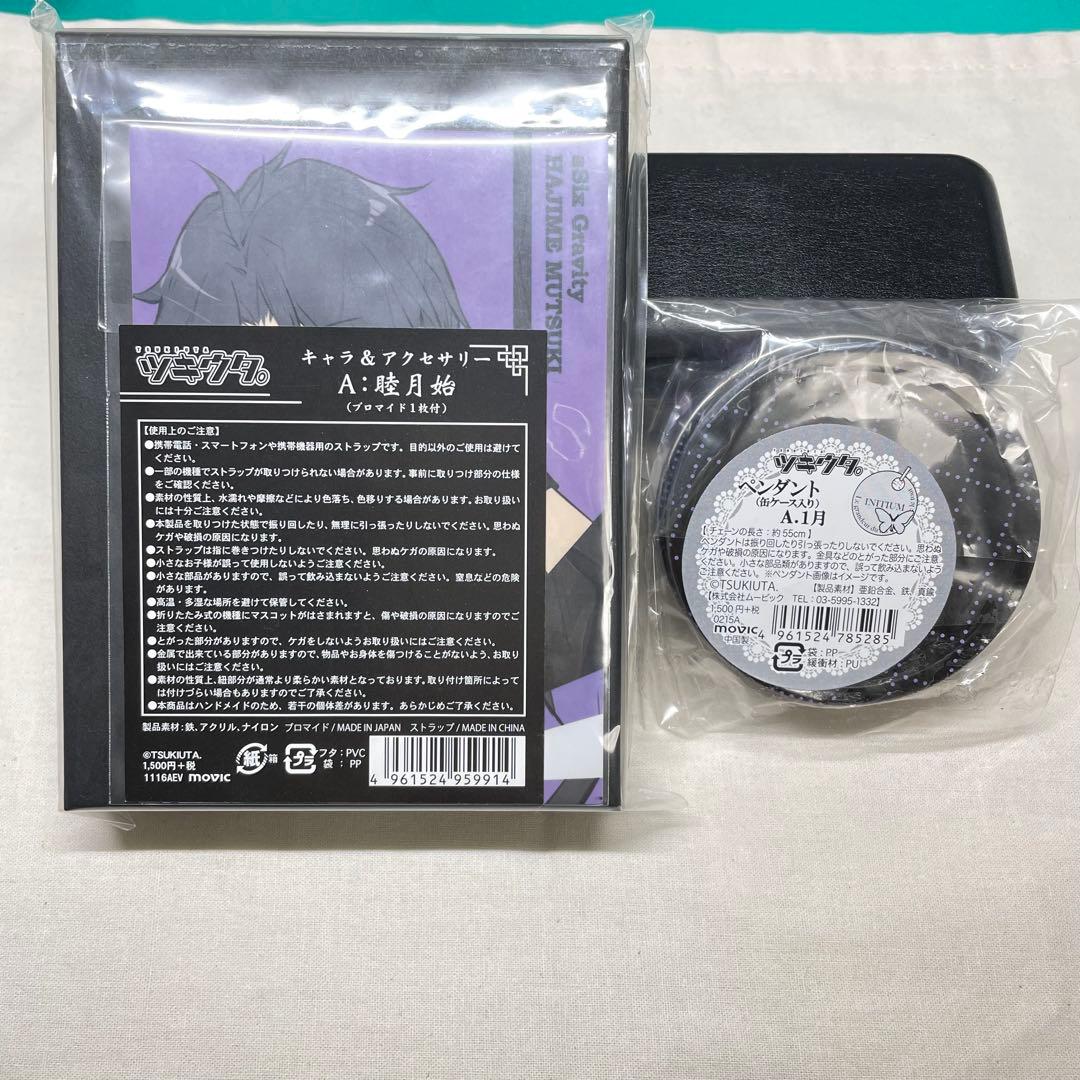 sSix Gravity
HAJIME MUTSUKI
TSUKIUTA
ツキウタ。
キャラ&アクセサリー
A:睦月始
(ブロマイド1枚付)
【使用上のご注意】
●携帯電話・スマートフォンや携帯機器用のストラップです。目的以外のご使用は避けて
ください。
●一部の機種でストラップが取りつけられない場合があります。事前に取りつけ部分の仕様
をご確認ください。
●素材の性質上、水濡れや摩擦などにより色落ち、色移りする場合があります。お取り扱い
には十分ご注意ください。
●本製品を取りつけた状態で振り回したり、無理に引っ張ったりしないでください。思わぬ
ケガや破損の原因になります。
●ストラップは指に巻きつけたりしないでください。思わぬケガの原因になります。
●小さなお子様が誤って使用しないようご注意ください。
●小さな部品がありますので、誤って飲み込まないようご注意ください。窒息などの危険
があります。
●高温・多湿な場所を避けて保管してください。
●折りたたみ式の機種にマスコットがはさまれますと、傷や破損の原因になりますのでご
注意ください。
●とがった部分がありますので、ケガをしないようお取り扱いにはご注意ください。
●金属で出来ている部分がありますので、物品やお身体を傷つけることがないよう、お取り
扱いにはご注意ください。
●素材の性質上、紐部分が通常より柔らかい素材となっております。取り付け箇所によって
は付けづらい場合もありますのでご了承ください。
●本商品はハンドメイドのため、若干の個体差があります。あらかじめご了承ください。
製品素材:鉄、アクリル、ナイロン ブロマイド/MADE IN JAPAN ストラップ/MADE IN CHINA
©TSUKIUTA.
1,500円+税
1116AEV movic
紙 箱
プラ
フタ:PVC
袋:PP
4 961524 959914
ツキウタ。
ペンダント
(缶ケース入り)
A.1月
INITIUM
【チェーンの長さ:約55cm】
ペンダントは振り回したり引っ張ったりしないでください。思わぬ
ケガや破損の原因になります。金具などのとがった部分にご注意
ください。小さな部品類がありますので、誤って飲み込まないよう
ご注意ください。※ペンダント画像はイメージです。
©TSUKIUTA. 【製品素材】亜鉛合金、鉄、真鍮
【株式会社ムービック TEL:03-5995-1332】
1,500円+税
0215A
movic
中国製
4 961524 785285
プラ
袋:PP
緩衝材:PU